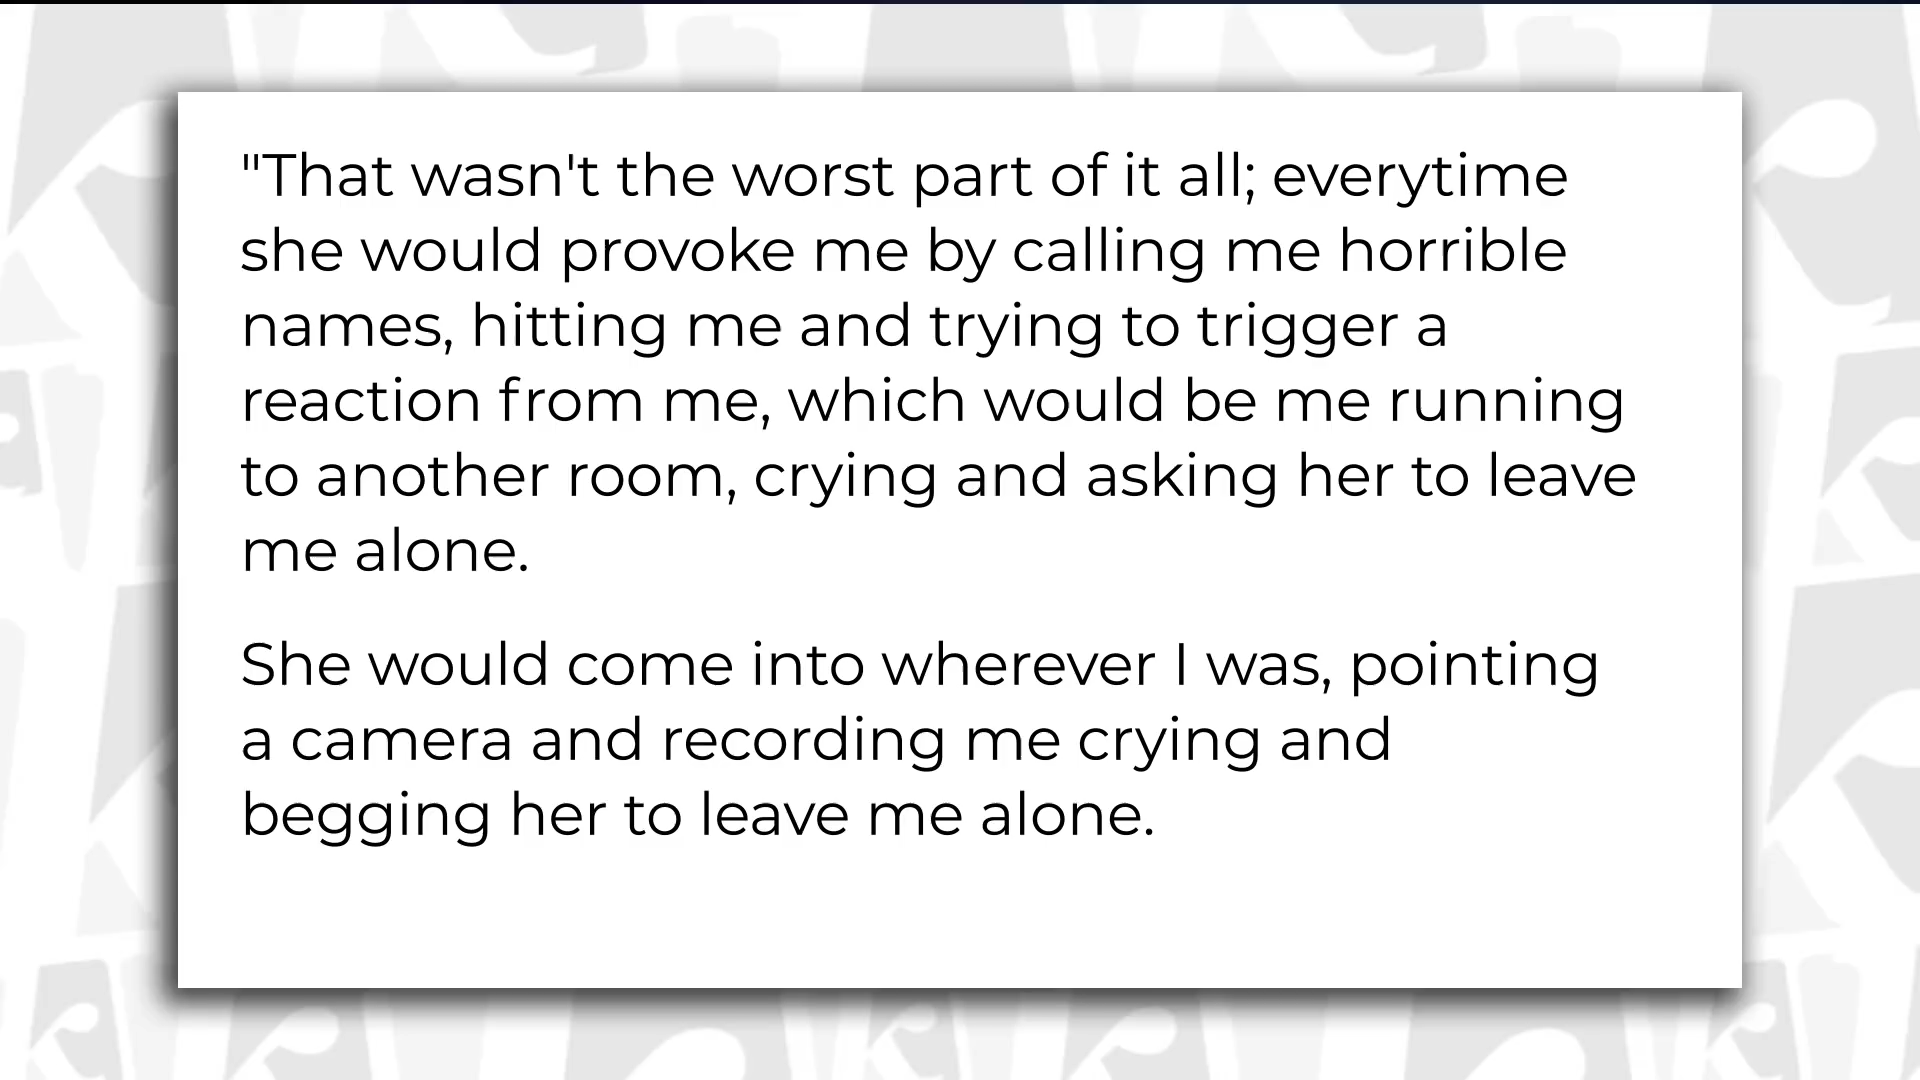 "That wasn't the worst part of it all; everytime
she would provoke me by calling me horrible
names, hitting me and trying to trigger a
reaction from me, which would be me running
to another room, crying and asking her to leave
me alone.
She would come into wherever I was, pointing
a camera and recording me crying and
begging her to leave me alone.